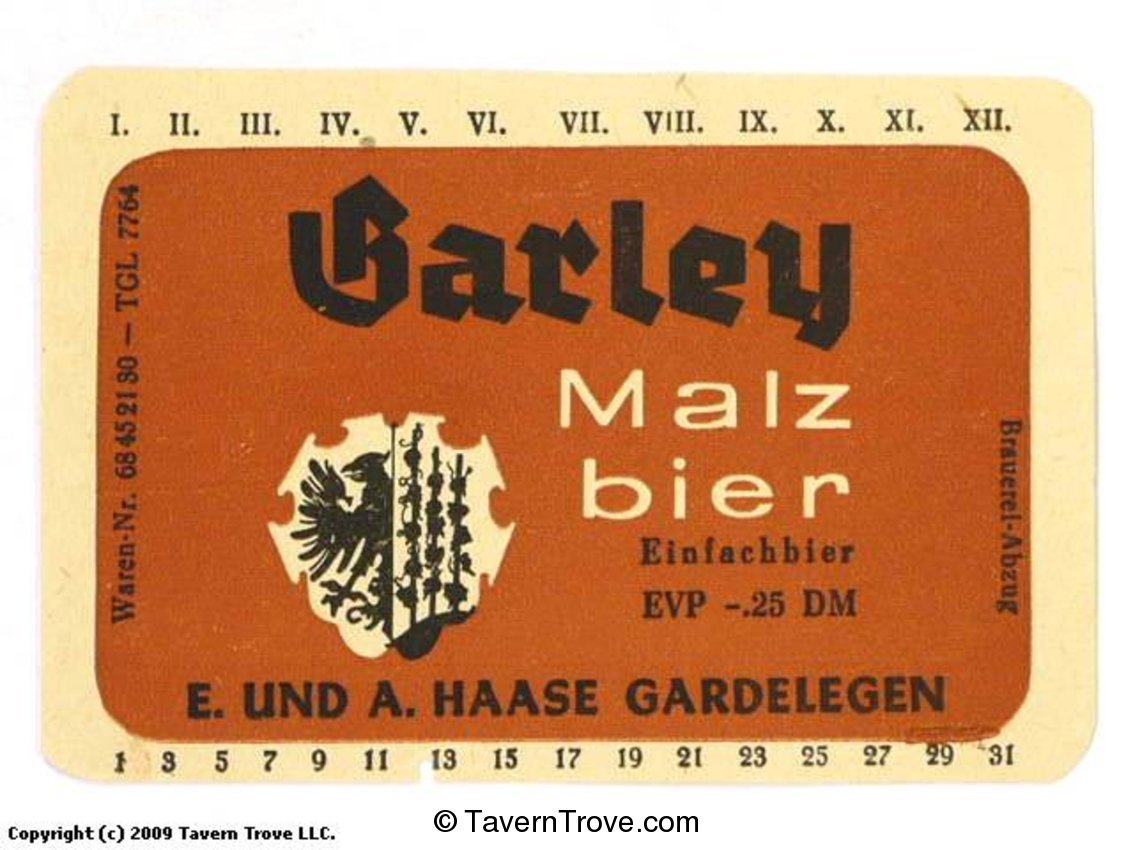 I. II. III. IV. V. VI. VII. VIII. IX. X. XI. XII.
Waren-Nr. 68 45 21 30 — TGL 7764
Garley
Malz
bier
Einfachbier
EVP -.25 DM
Brauerei-Abzug
E. UND A. HAASE GARDELEGEN
1 3 5 7 9 11 13 15 17 19 21 23 25 27 29 31
© TavernTrove.com
Copyright (c) 2009 Tavern Trove LLC.